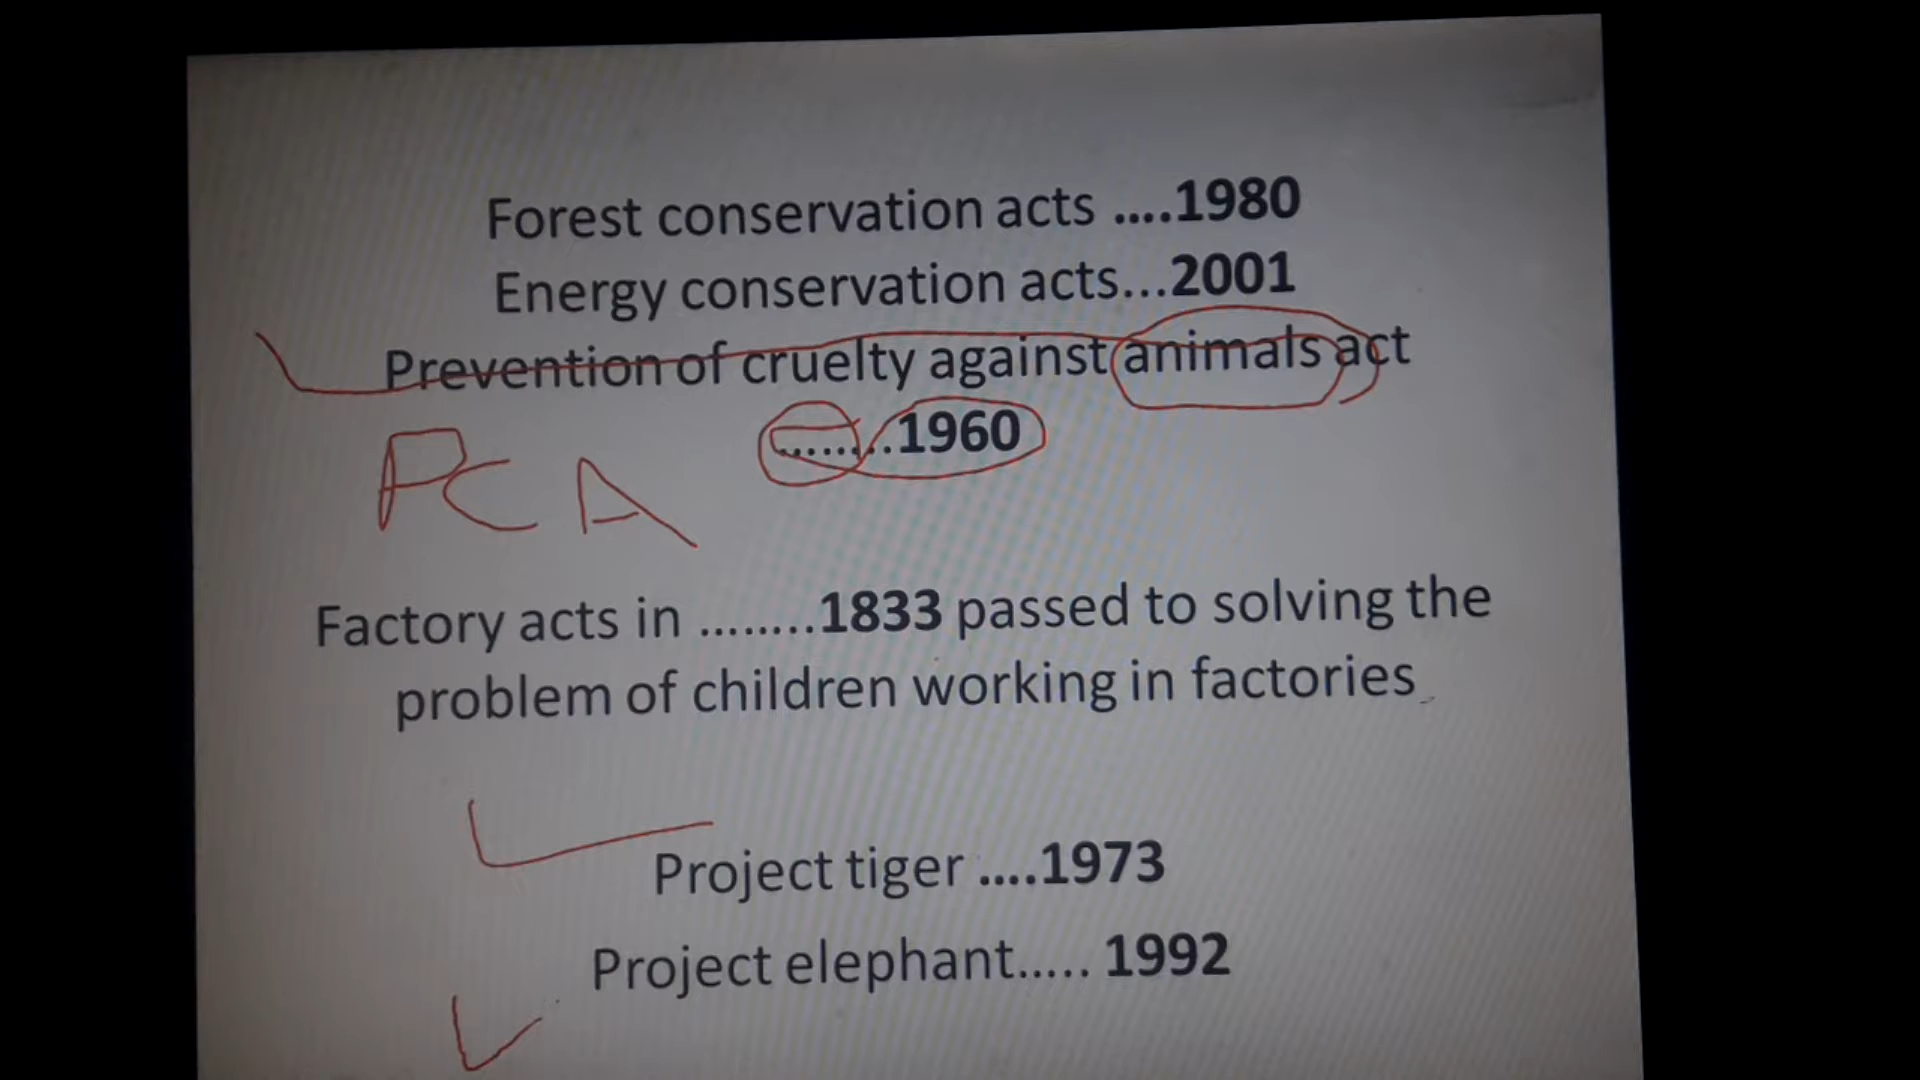 Forest conservation acts ....1980
Energy conservation acts...2001
Prevention of cruelty against animals act
.........1960
PCA
Factory acts in ........1833 passed to solving the
problem of children working in factories
Project tiger ....1973
Project elephant..... 1992